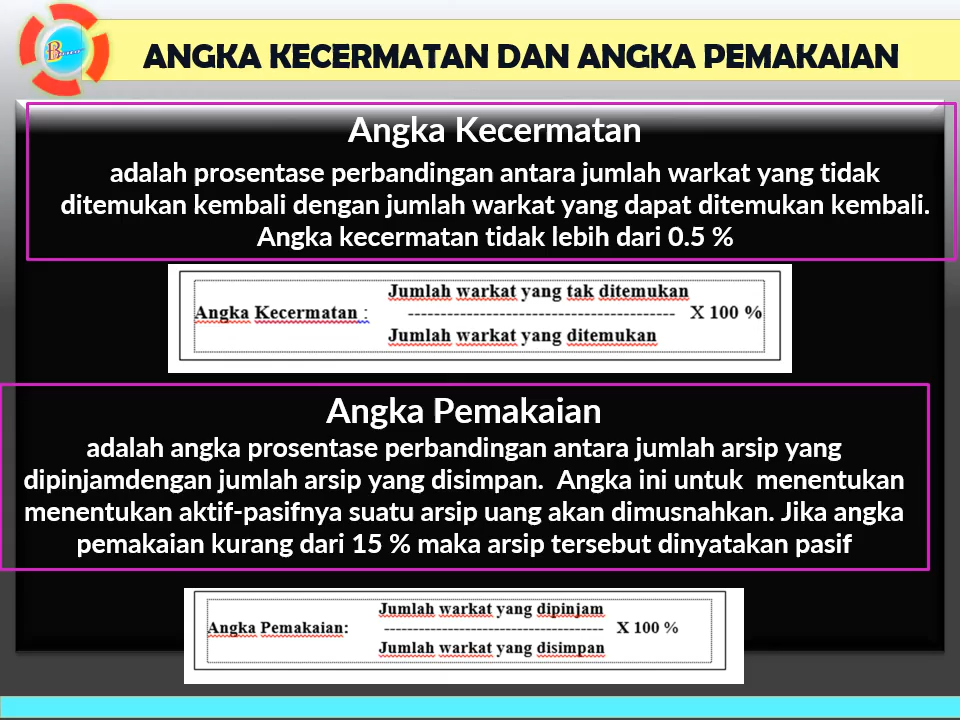 ANGKA KECERMATAN DAN ANGKA PEMAKAIAN
Angka Kecermatan
adalah prosentase perbandingan antara jumlah warkat yang tidak
ditemukan kembali dengan jumlah warkat yang dapat ditemukan kembali.
Angka kecermatan tidak lebih dari 0.5 %
Jumlah warkat yang tak ditemukan
Angka Kecermatan : ---------------------------------------- X 100 %
Jumlah warkat yang ditemukan
Angka Pemakaian
adalah angka prosentase perbandingan antara jumlah arsip yang
dipinjamdengan jumlah arsip yang disimpan. Angka ini untuk menentukan
menentukan aktif-pasifnya suatu arsip uang akan dimusnahkan. Jika angka
pemakaian kurang dari 15 % maka arsip tersebut dinyatakan pasif
Jumlah warkat yang dipinjam
Angka Pemakaian: ------------------------------------- X 100 %
Jumlah warkat yang disimpan